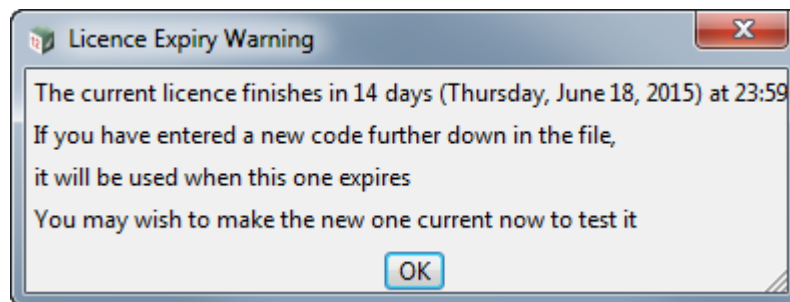 Licence Expiry Warning
The current licence finishes in 14 days (Thursday, June 18, 2015) at 23:59
If you have entered a new code further down in the file,
it will be used when this one expires
You may wish to make the new one current now to test it
OK